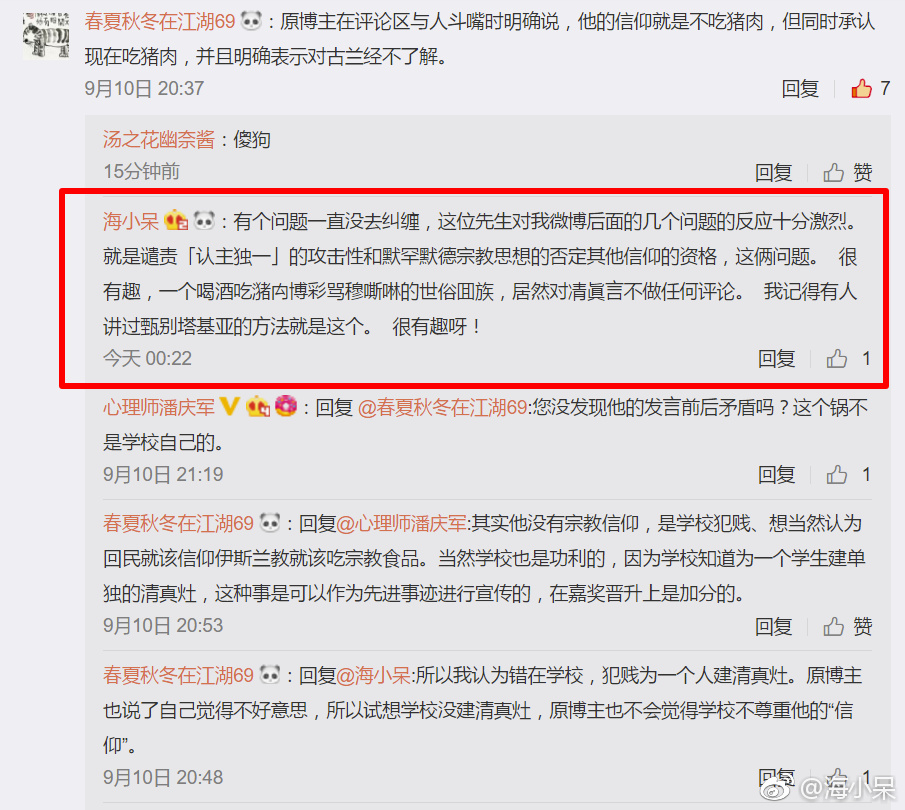 春夏秋冬在江湖69：原博主在评论区与人斗嘴时明确说，他的信仰就是不吃猪肉，但同时承认
现在吃猪肉，并且明确表示对古兰经不了解。
9月10日 20:37
回复 7
汤之花幽奈酱：傻狗
15分钟前
回复 赞
海小呆：有个问题一直没去纠缠，这位先生对我微博后面的几个问题的反应十分激烈。
就是谴责「认主独一」的攻击性和默罕默德宗教思想的否定其他信仰的资格，这俩问题。 很
有趣，一个喝酒吃猪禸博彩骂穆嘶啉的世俗囬族，居然对清眞言不做任何评论。 我记得有人
讲过甄别塔基亚的方法就是这个。 很有趣呀！
今天 00:22
回复 1
心理师潘庆军：回复 @春夏秋冬在江湖69:您没发现他的发言前后矛盾吗？这个锅不
是学校自己的。
9月10日 21:19
回复 1
春夏秋冬在江湖69：回复@心理师潘庆军:其实他没有宗教信仰，是学校犯贱、想当然认为
回民就该信仰伊斯兰教就该吃宗教食品。当然学校也是功利的，因为学校知道为一个学生建单
独的清真灶，这种事是可以作为先进事迹进行宣传的，在嘉奖晋升上是加分的。
9月10日 20:53
回复 赞
春夏秋冬在江湖69：回复@海小呆:所以我认为错在学校，犯贱为一个人建清真灶。原博主
也说了自己觉得不好意思，所以试想学校没建清真灶，原博主也不会觉得学校不尊重他的“信
仰”。
9月10日 20:48
回复 1
@海小呆